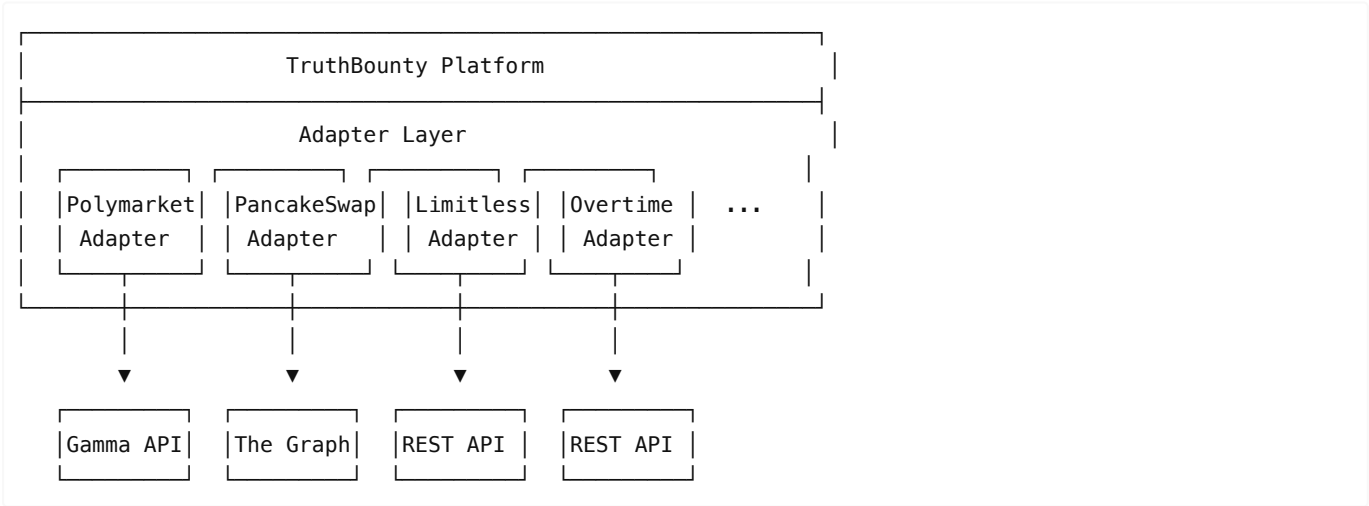 TruthBounty Platform
Adapter Layer
Polymarket PancakeSwap Limitless Overtime ...
Adapter Adapter Adapter Adapter
Gamma API The Graph REST API REST API